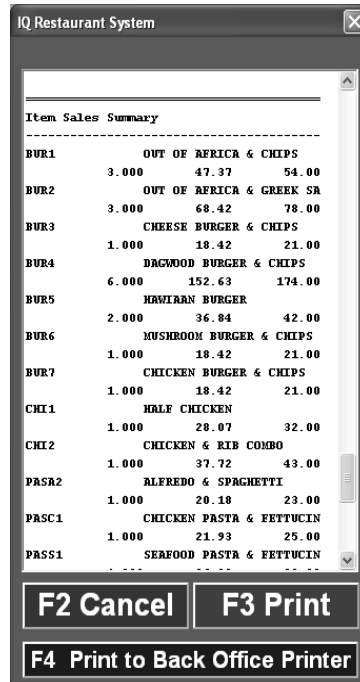 IQ Restaurant System
Item Sales Summary
BUR1 OUT OF AFRICA & CHIPS
3.000 47.37 54.00
BUR2 OUT OF AFRICA & GREEK SA
3.000 68.42 78.00
BUR3 CHEESE BURGER & CHIPS
1.000 18.42 21.00
BUR4 DAGWOOD BURGER & CHIPS
6.000 152.63 174.00
BUR5 HAWIAAN BURGER
2.000 36.84 42.00
BUR6 MUSHROOM BURGER & CHIPS
1.000 18.42 21.00
BUR7 CHICKEN BURGER & CHIPS
1.000 18.42 21.00
CHI1 HALF CHICKEN
1.000 28.07 32.00
CHI2 CHICKEN & RIB COMBO
1.000 37.72 43.00
PASA2 ALFREDO & SPAGHETTI
1.000 20.18 23.00
PASC1 CHICKEN PASTA & FETTUCIN
1.000 21.93 25.00
PASS1 SEAFOOD PASTA & FETTUCIN
F2 Cancel F3 Print
F4 Print to Back Office Printer